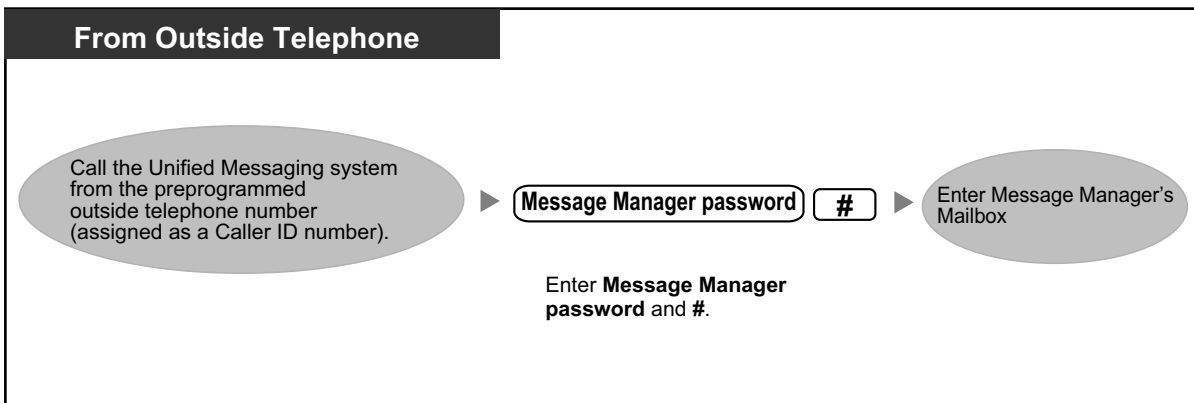 From Outside Telephone
Call the Unified Messaging system
from the preprogrammed
outside telephone number
(assigned as a Caller ID number).
Message Manager password
#
Enter Message Manager's
Mailbox
Enter Message Manager
password and #.